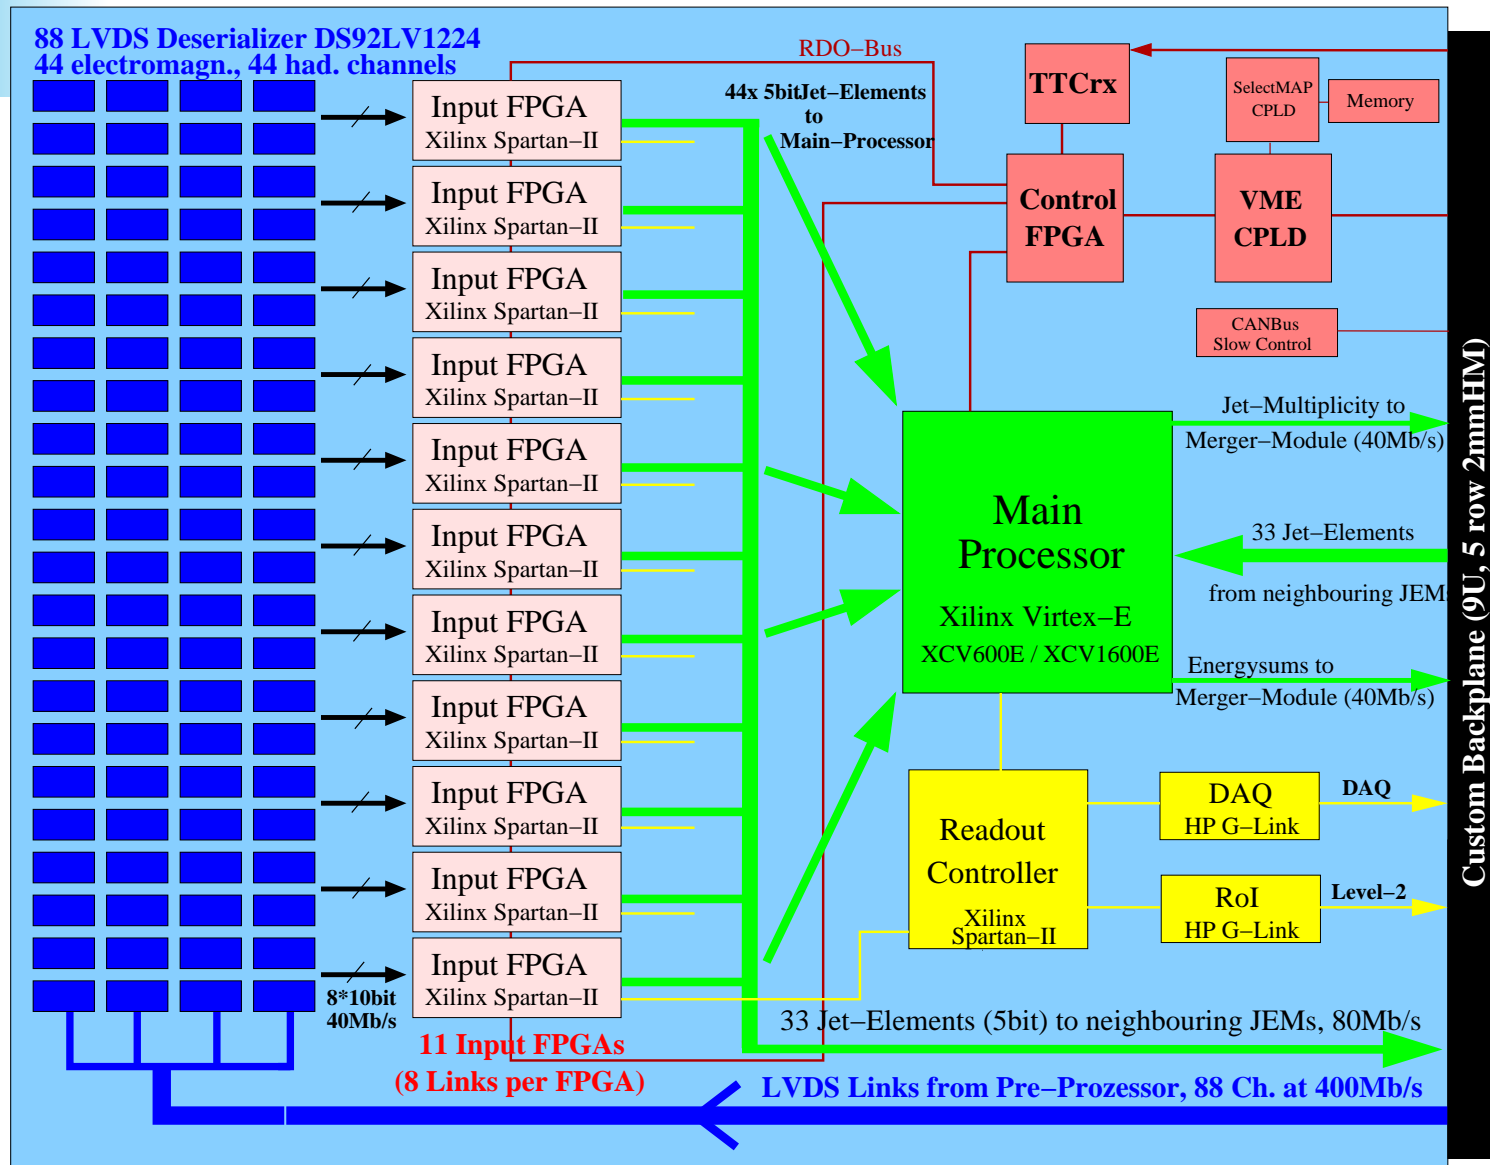 88 LVDS Deserializer DS92LV1224
44 electromagn., 44 had. channels
RDO−Bus
44x 5bitJet−Elements
to
Main−Processor
TTCrx
SelectMAP
CPLD
Memory
Control
FPGA
VME
CPLD
CANBus
Slow Control
Input FPGA
Xilinx Spartan−II
Input FPGA
Xilinx Spartan−II
Input FPGA
Xilinx Spartan−II
Input FPGA
Xilinx Spartan−II
Input FPGA
Xilinx Spartan−II
Input FPGA
Xilinx Spartan−II
Input FPGA
Xilinx Spartan−II
Input FPGA
Xilinx Spartan−II
Input FPGA
Xilinx Spartan−II
Input FPGA
Xilinx Spartan−II
Input FPGA
Xilinx Spartan−II
8*10bit
40Mb/s
11 Input FPGAs
(8 Links per FPGA)
Main
Processor
Xilinx Virtex−E
XCV600E / XCV1600E
Jet−Multiplicity to
Merger−Module (40Mb/s)
33 Jet−Elements
from neighbouring JEMs
Energysums to
Merger−Module (40Mb/s)
Readout
Controller
Xilinx
Spartan−II
DAQ
HP G−Link
DAQ
RoI
HP G−Link
Level−2
33 Jet−Elements (5bit) to neighbouring JEMs, 80Mb/s
LVDS Links from Pre−Prozessor, 88 Ch. at 400Mb/s
Custom Backplane (9U, 5 row 2mmHM)